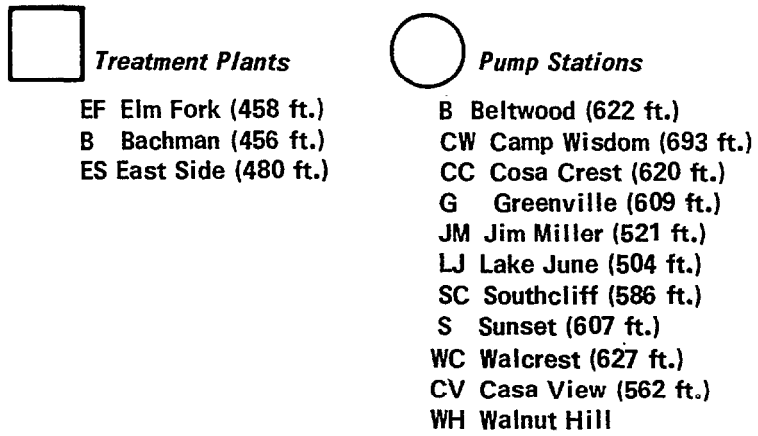 Treatment Plants
EF Elm Fork (458 ft.)
B Bachman (456 ft.)
ES East Side (480 ft.)
Pump Stations
B Beltwood (622 ft.)
CW Camp Wisdom (693 ft.)
CC Cosa Crest (620 ft.)
G Greenville (609 ft.)
JM Jim Miller (521 ft.)
LJ Lake June (504 ft.)
SC Southcliff (586 ft.)
S Sunset (607 ft.)
WC Walcrest (627 ft.)
CV Casa View (562 ft.)
WH Walnut Hill